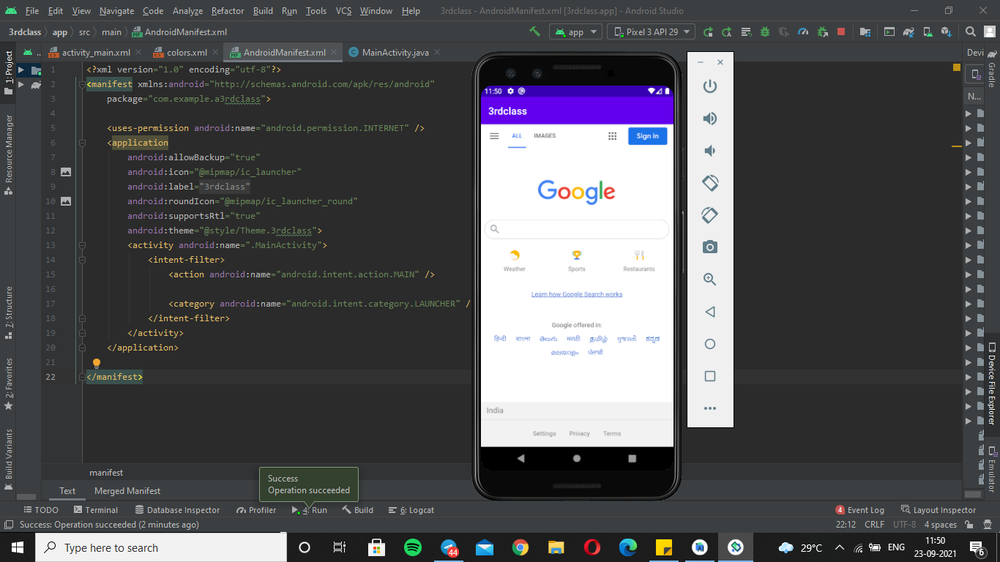 File Edit View Navigate Code Analyze Refactor Build Run Tools VCS Window Help 3rdclass - AndroidManifest.xml [3rdclass.app] - Android Studio
3rdclass app src main AndroidManifest.xml
app
Pixel 3 API 29
activity_main.xml
colors.xml
AndroidManifest.xml
MainActivity.java
1: Project
Resource Manager
7: Structure
2: Favorites
Build Variants
1 <?xml version="1.0" encoding="utf-8"?>
2 <manifest xmlns:android="http://schemas.android.com/apk/res/android"
3 package="com.example.a3rdclass">
4
5 <uses-permission android:name="android.permission.INTERNET" />
6 <application
7 android:allowBackup="true"
8 android:icon="@mipmap/ic_launcher"
9 android:label="3rdclass"
10 android:roundIcon="@mipmap/ic_launcher_round"
11 android:supportsRtl="true"
12 android:theme="@style/Theme.3rdclass">
13 <activity android:name=".MainActivity">
14 <intent-filter>
15 <action android:name="android.intent.action.MAIN" />
16
17 <category android:name="android.intent.category.LAUNCHER" /
18 </intent-filter>
19 </activity>
20 </application>
21
22 </manifest>
manifest
Text Merged Manifest
11:50
3rdclass
ALL IMAGES Sign in
Google
Weather Sports Restaurants
Learn how Google Search works
Google offered in:
हिन्दी বাংলা తెలుగు मराठी தமிழ் ગુજરાતી ಕನ್ನಡ
മലയാളം ਪੰਜਾਬੀ
India
Settings Privacy Terms
Devi
N...
Gradle
Device File Explorer
Emulator
Success
Operation succeeded
TODO Terminal Database Inspector Profiler 4: Run Build 6: Logcat 4 Event Log Layout Inspector
Success: Operation succeeded (2 minutes ago) 22:12 CRLF UTF-8 4 spaces
Type here to search
44
29°C
ENG
11:50
23-09-2021
6